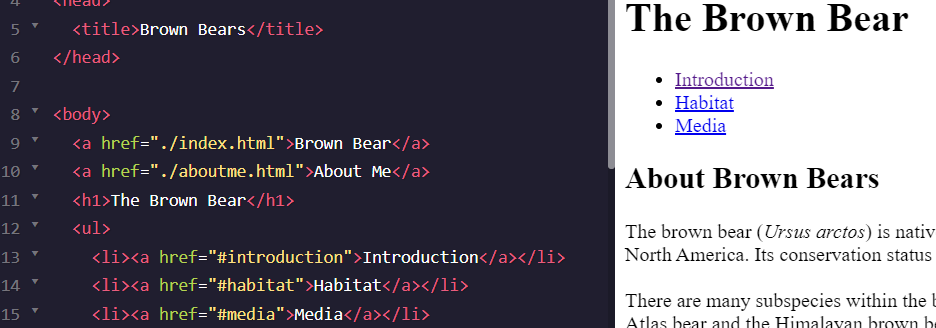 4 <head>
5 <title>Brown Bears</title>
6 </head>
7
8 <body>
9 <a href="./index.html">Brown Bear</a>
10 <a href="./aboutme.html">About Me</a>
11 <h1>The Brown Bear</h1>
12 <ul>
13 <li><a href="#introduction">Introduction</a></li>
14 <li><a href="#habitat">Habitat</a></li>
15 <li><a href="#media">Media</a></li>
The Brown Bear
Introduction
Habitat
Media
About Brown Bears
The brown bear (Ursus arctos) is nativ
North America. Its conservation status
There are many subspecies within the b
Atlas bear and the Himalayan brown be